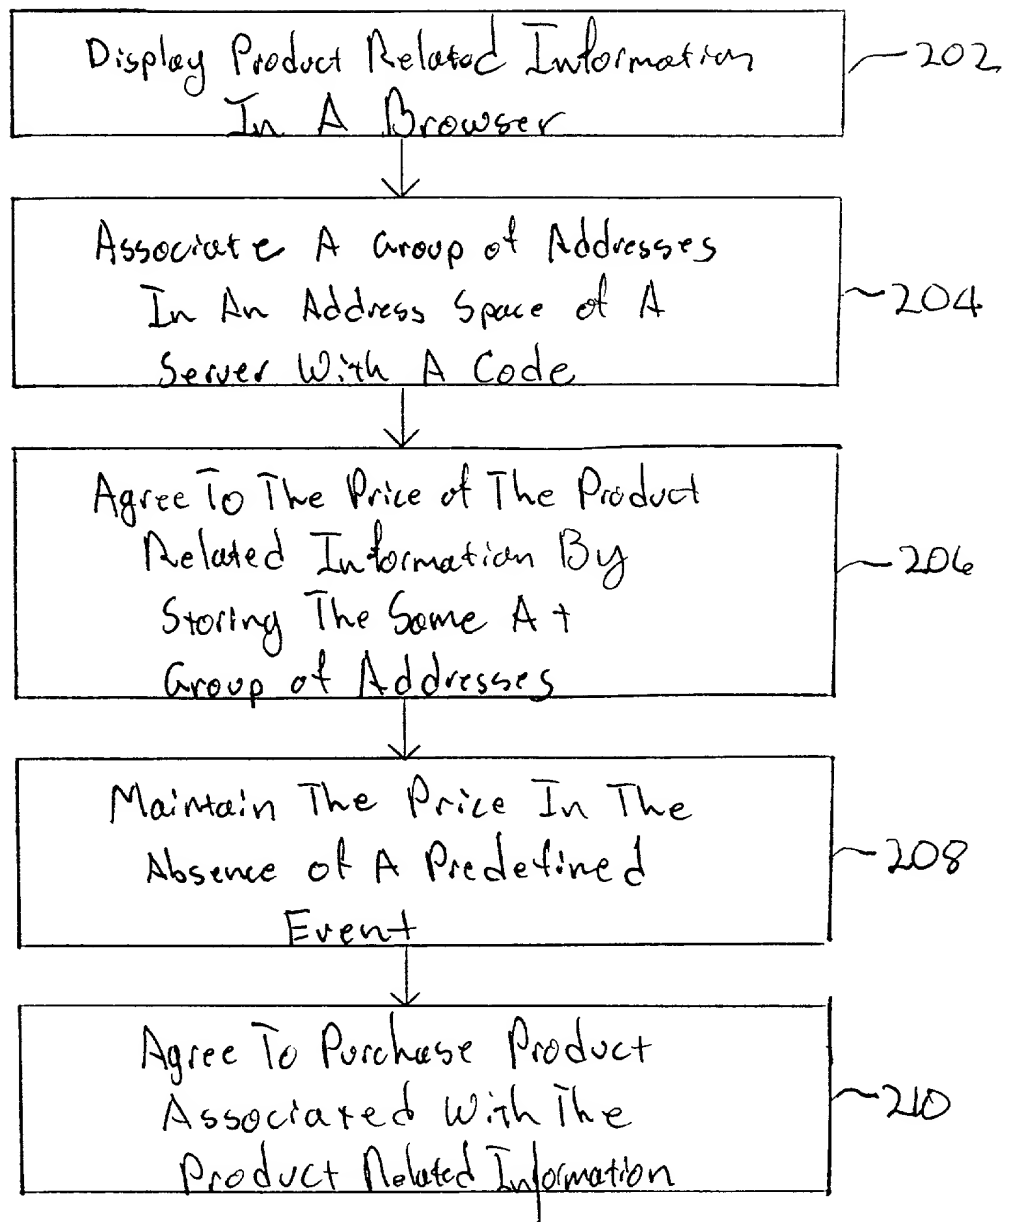 Display Product Related Information
In A Browser
202
Associate A Group of Addresses
In An Address Space of A
Server With A Code
204
Agree To The Price of The Product
Related Information By
Storing The Same At
Group of Addresses
206
Maintain The Price In The
Absence of A Predefined
Event
208
Agree To Purchase Product
Associated With The
Product Related Information
210